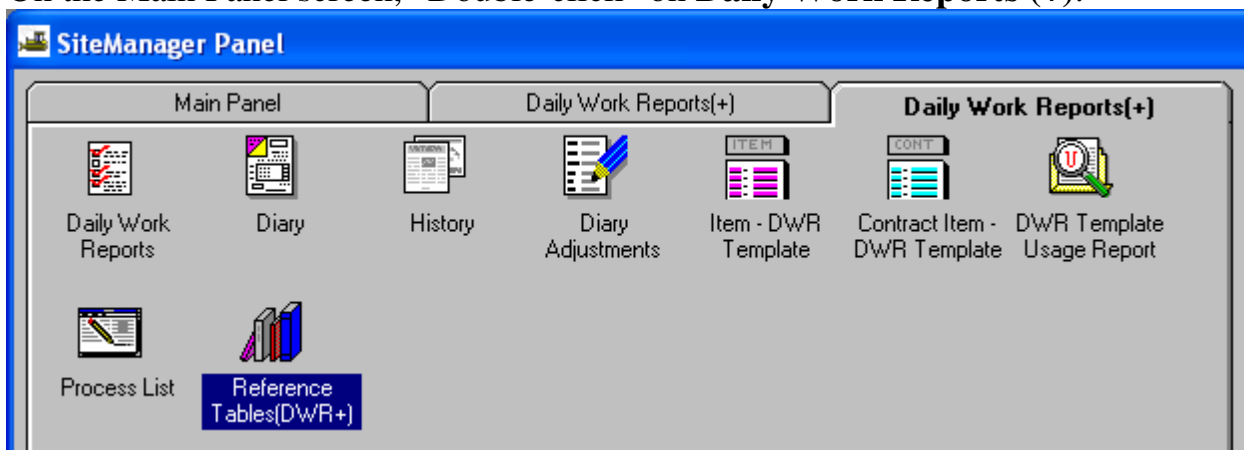 On the Main Panel screen, "Double-click" on Daily Work Reports (+).
SiteManager Panel
Main Panel
Daily Work Reports(+)
Daily Work Reports(+)
ITEM
CONT
U
Daily Work
Reports
Diary
History
Diary
Adjustments
Item - DWR
Template
Contract Item -
DWR Template
DWR Template
Usage Report
Process List
Reference
Tables(DWR+)